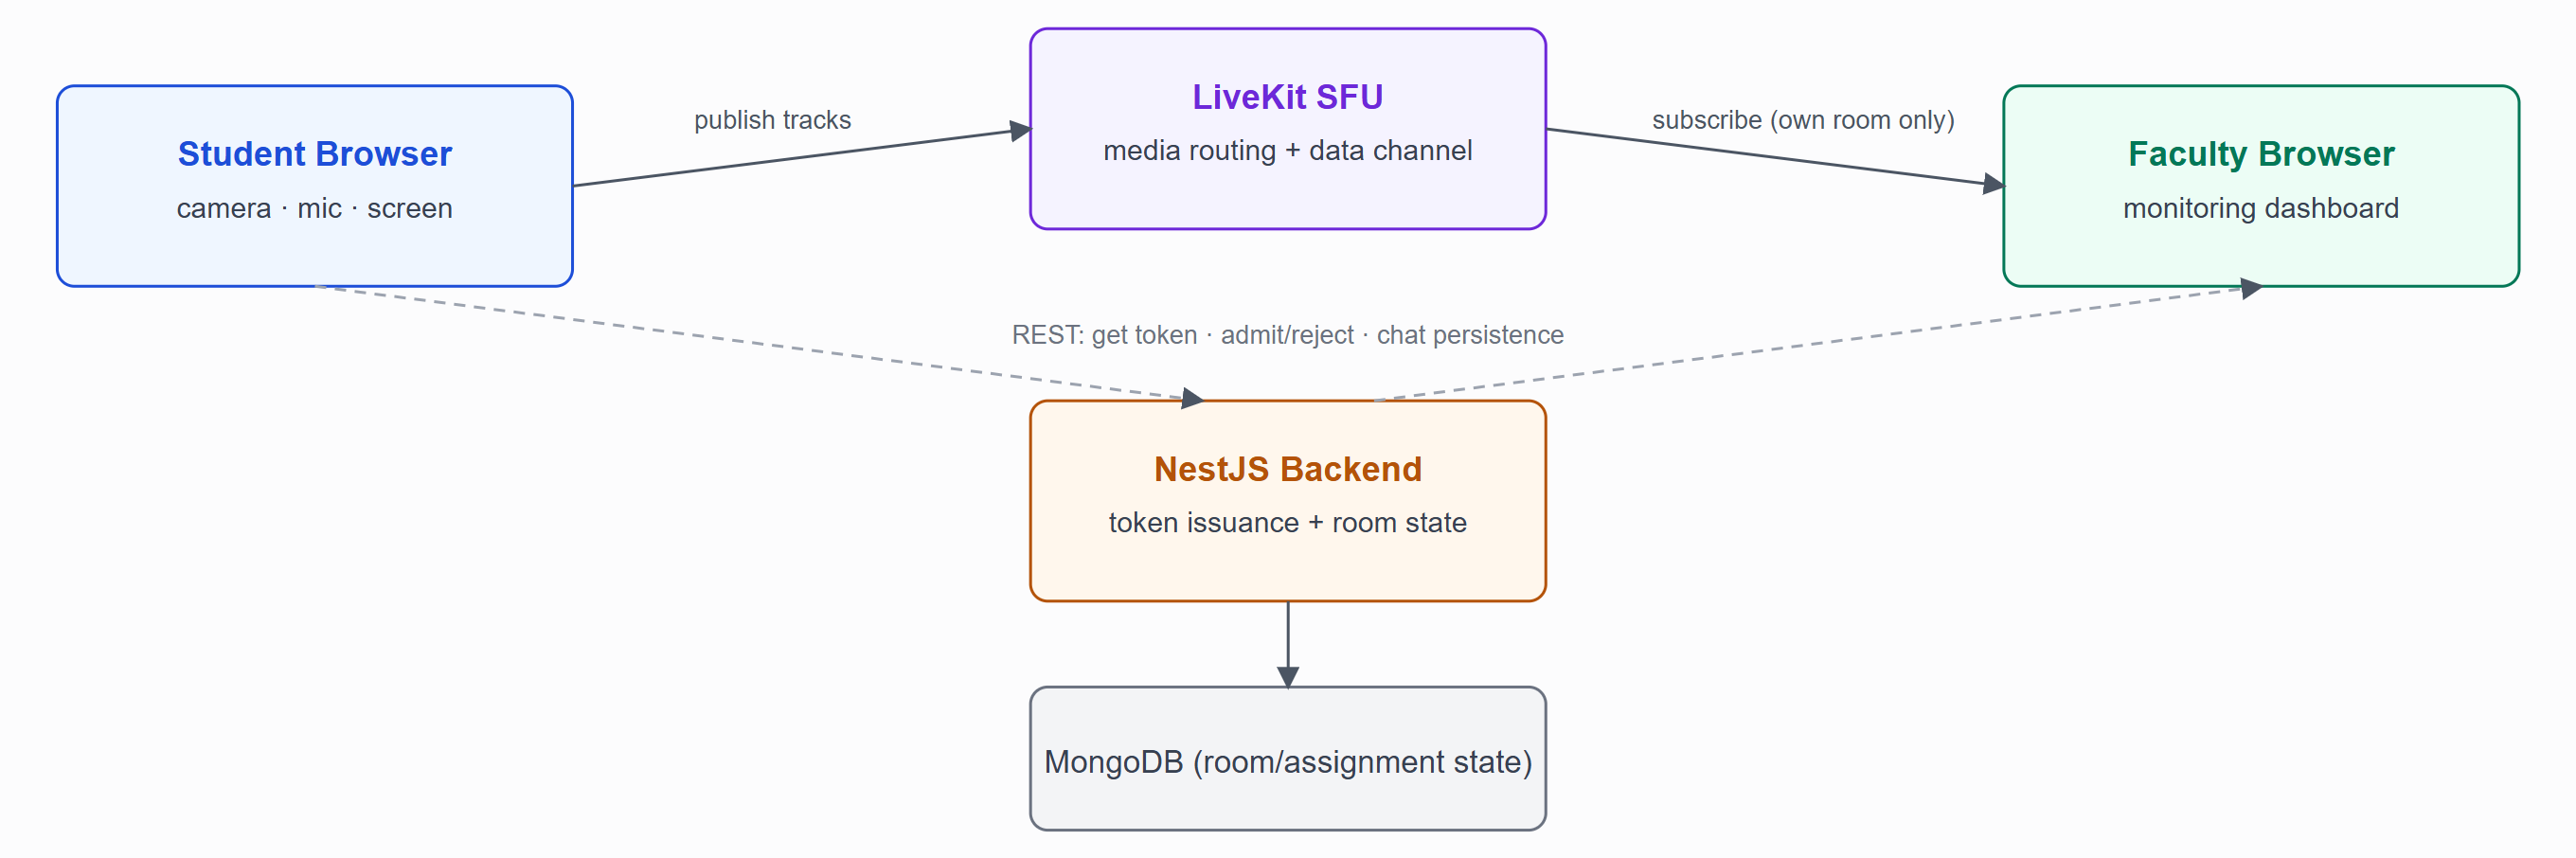 Student Browser
camera · mic · screen
publish tracks
LiveKit SFU
media routing + data channel
subscribe (own room only)
Faculty Browser
monitoring dashboard
REST: get token · admit/reject · chat persistence
NestJS Backend
token issuance + room state
MongoDB (room/assignment state)